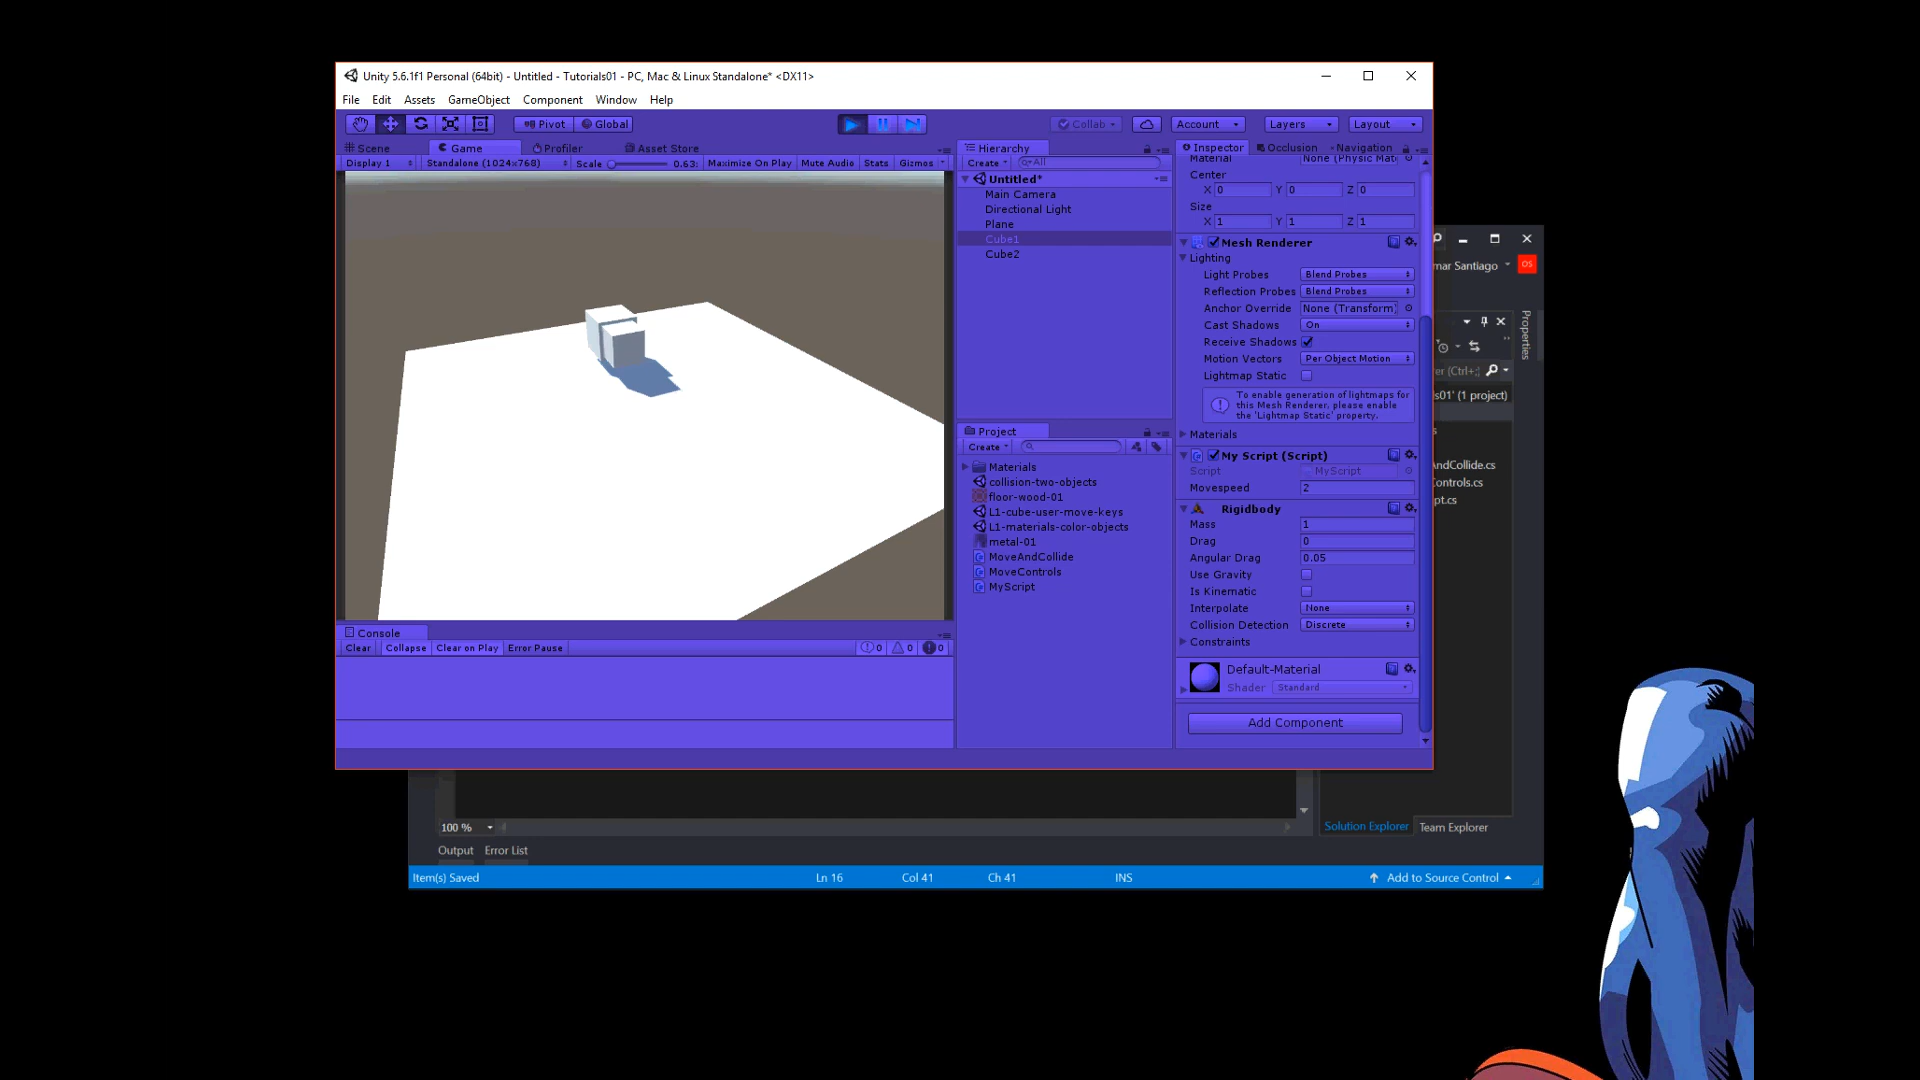 Unity 5.6.1f1 Personal (64bit) - Untitled - Tutorials01 - PC, Mac & Linux Standalone* <DX11>
File Edit Assets GameObject Component Window Help
Pivot Global Collab Account Layers Layout
Scene Game Profiler Asset Store
Display 1 Standalone (1024x768) Scale 0.63: Maximize On Play Mute Audio Stats Gizmos
Hierarchy
Create All
Untitled*
Main Camera
Directional Light
Plane
Cube1
Cube2
Project
Create
Materials
collision-two-objects
floor-wood-01
L1-cube-user-move-keys
L1-materials-color-objects
metal-01
MoveAndCollide
MoveControls
MyScript
Inspector Occlusion Navigation
Material None (Physic Mat
Center
X 0 Y 0 Z 0
Size
X 1 Y 1 Z 1
Mesh Renderer
Lighting
Light Probes Blend Probes
Reflection Probes Blend Probes
Anchor Override None (Transform)
Cast Shadows On
Receive Shadows
Motion Vectors Per Object Motion
Lightmap Static
To enable generation of lightmaps for
this Mesh Renderer, please enable
the 'Lightmap Static' property.
Materials
My Script (Script)
Script MyScript
Movespeed 2
Rigidbody
Mass 1
Drag 0
Angular Drag 0.05
Use Gravity
Is Kinematic
Interpolate None
Collision Detection Discrete
Constraints
Default-Material
Shader Standard
Add Component
Console
Clear Collapse Clear on Play Error Pause 0 0 0
mar Santiago OS
Properties
er (Ctrl+;)
s01' (1 project)
s
ndCollide.cs
ontrols.cs
pt.cs
100 %
Solution Explorer Team Explorer
Output Error List
Item(s) Saved Ln 16 Col 41 Ch 41 INS Add to Source Control